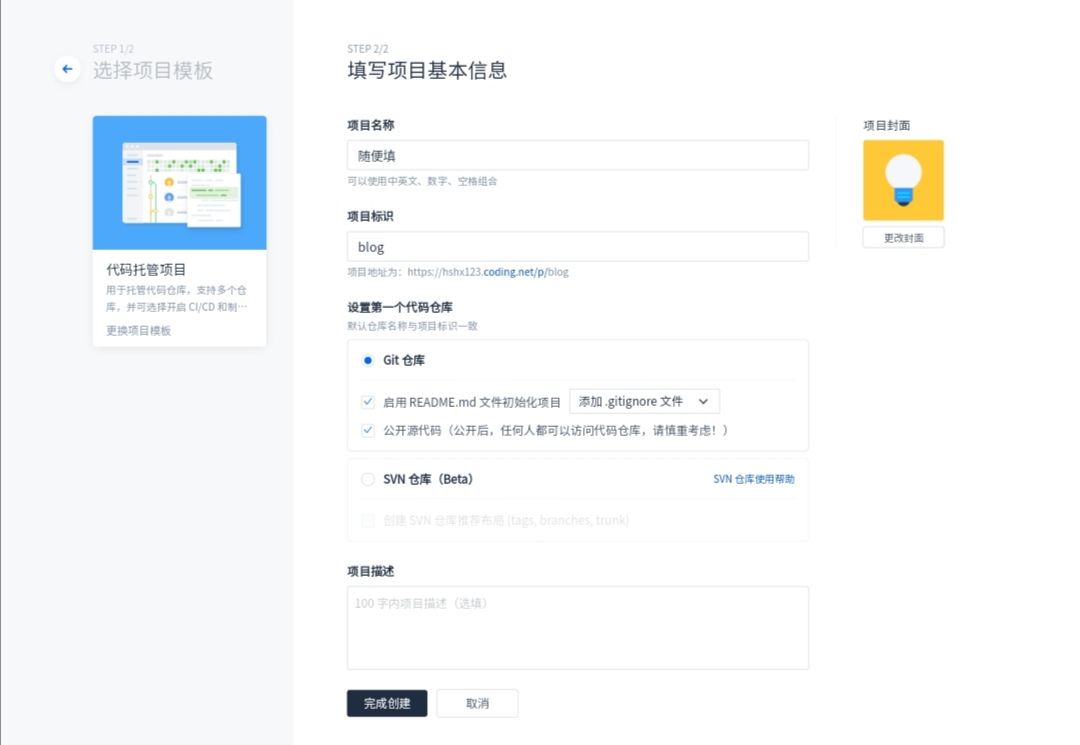 STEP 1/2
选择项目模板
代码托管项目
用于托管代码仓库，支持多个仓
库，并可选择开启 CI/CD 和制…
更换项目模板
STEP 2/2
填写项目基本信息
项目名称
随便填
可以使用中英文、数字、空格组合
项目标识
blog
项目地址为：https://hshx123.coding.net/p/blog
设置第一个代码仓库
默认仓库名称与项目标识一致
Git 仓库
启用 README.md 文件初始化项目 添加 .gitignore 文件
公开源代码（公开后，任何人都可以访问代码仓库，请慎重考虑！）
SVN 仓库（Beta） SVN 仓库使用帮助
创建 SVN 仓库推荐布局 (tags, branches, trunk)
项目描述
100 字内项目描述（选填）
完成创建 取消
项目封面
更改封面